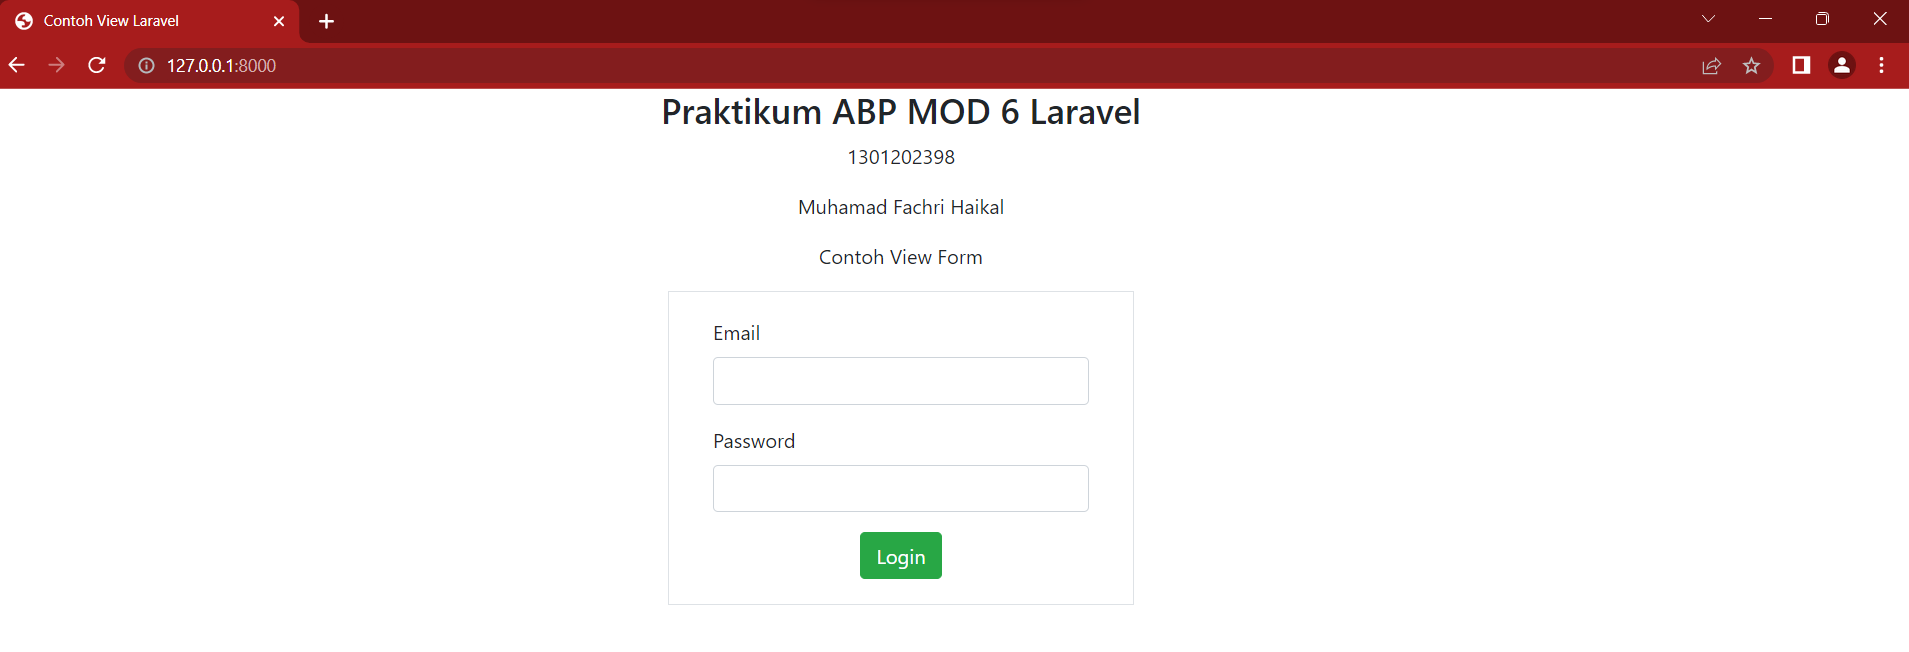 Contoh View Laravel
127.0.0.1:8000
Praktikum ABP MOD 6 Laravel
1301202398
Muhamad Fachri Haikal
Contoh View Form
Email
Password
Login